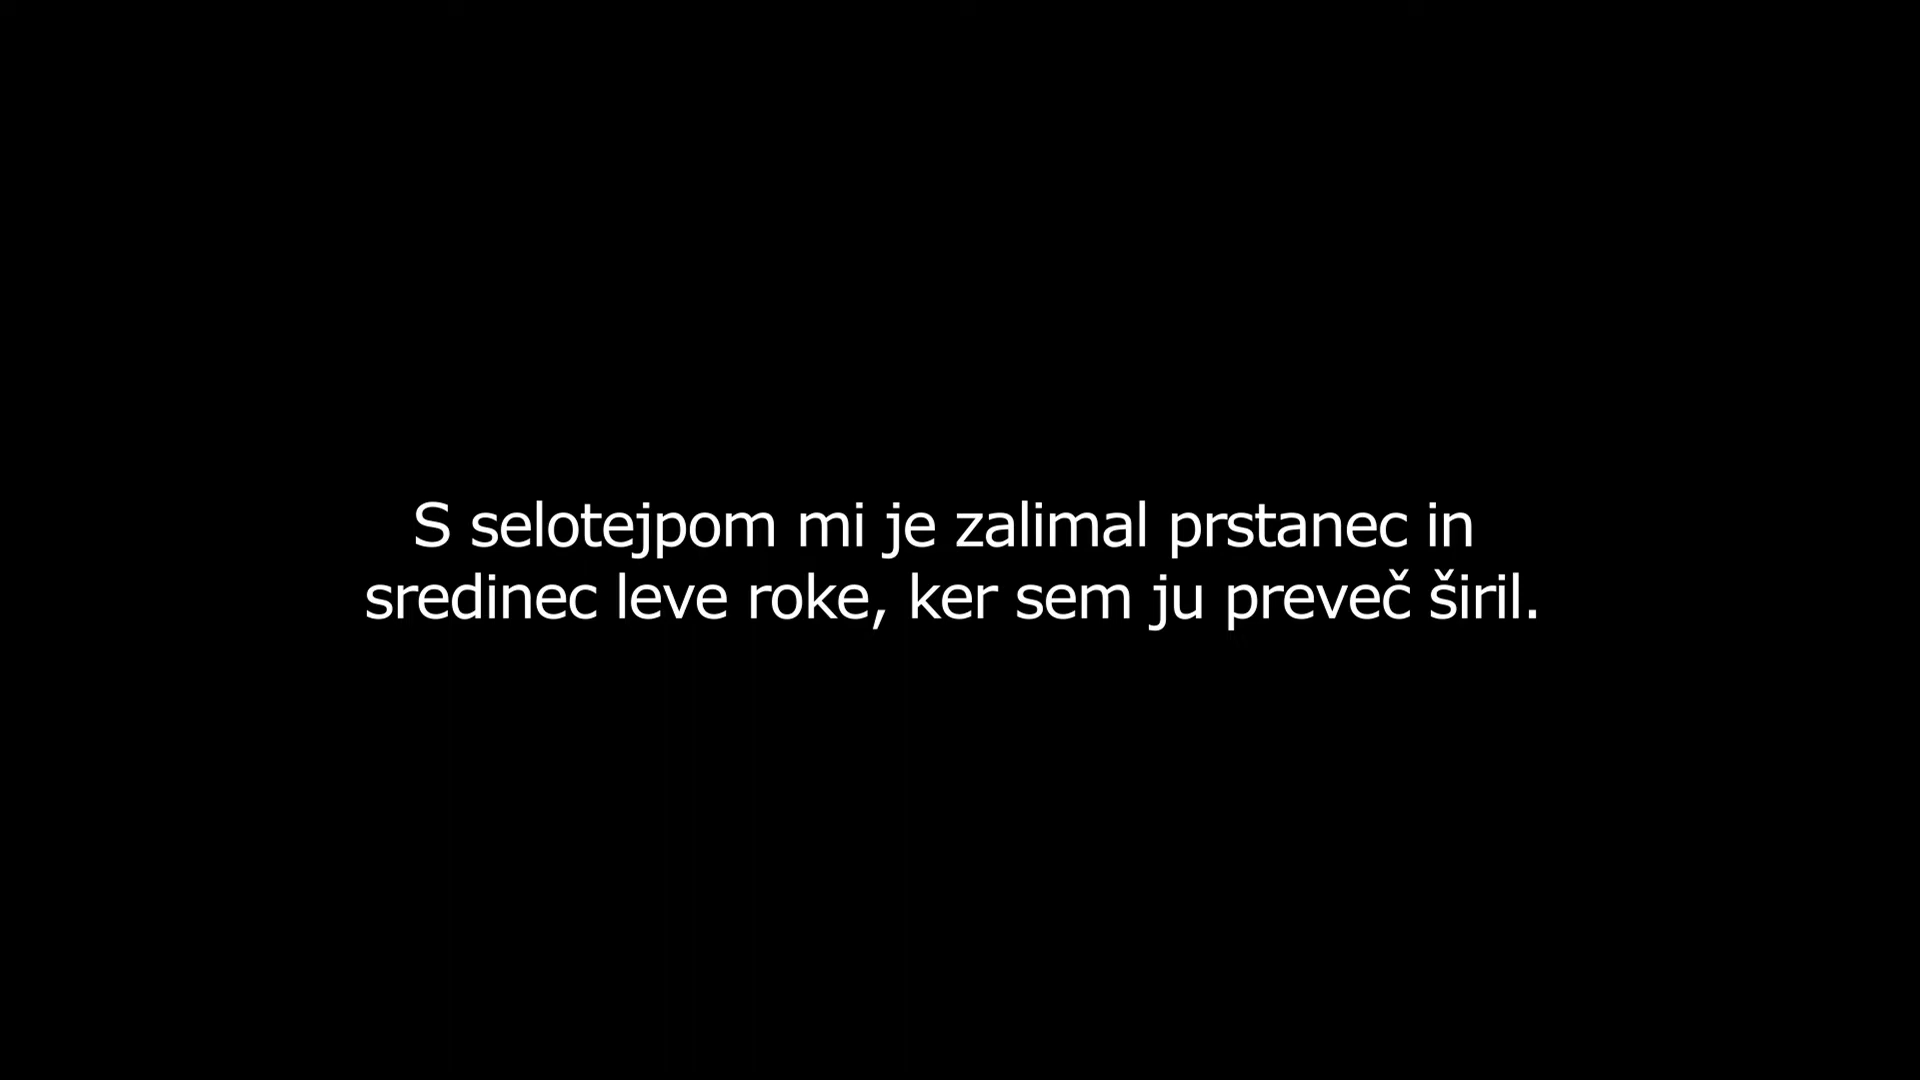 S selotejpom mi je zalimal prstanec in
sredinec leve roke, ker sem ju preveč širil.